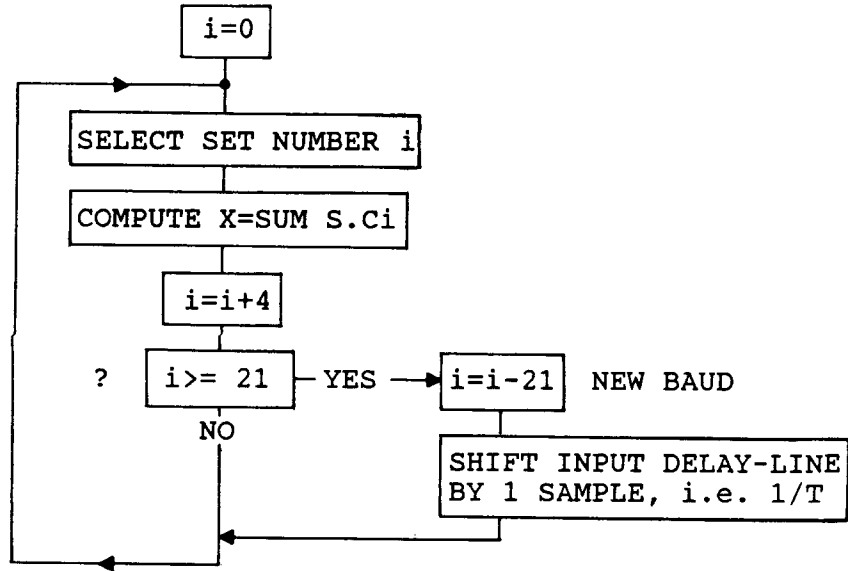 i=0
SELECT SET NUMBER i
COMPUTE X=SUM S.Ci
i=i+4
? i>= 21 YES i=i-21 NEW BAUD
NO
SHIFT INPUT DELAY-LINE
BY 1 SAMPLE, i.e. 1/T